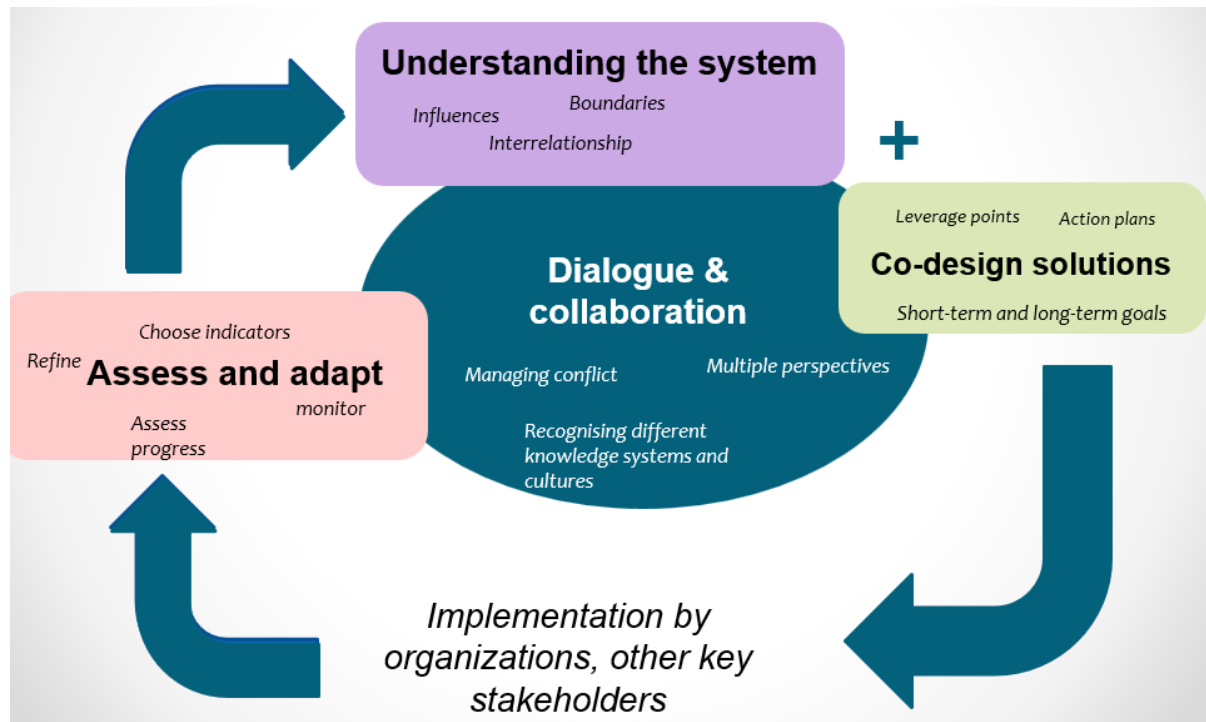 Understanding the system
Boundaries
Influences
Interrelationship
+
Leverage points
Action plans
Co-design solutions
Short-term and long-term goals
Dialogue &
collaboration
Managing conflict
Multiple perspectives
Recognising different
knowledge systems and
cultures
Choose indicators
Refine
Assess and adapt
monitor
Assess
progress
Implementation by
organizations, other key
stakeholders